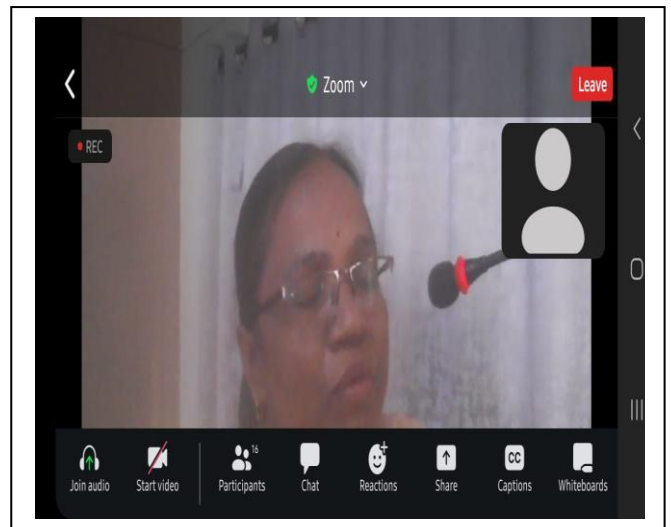 Zoom
Leave
REC
16
Join audio
Start video
Participants
Chat
Reactions
Share
CC
Captions
Whiteboards